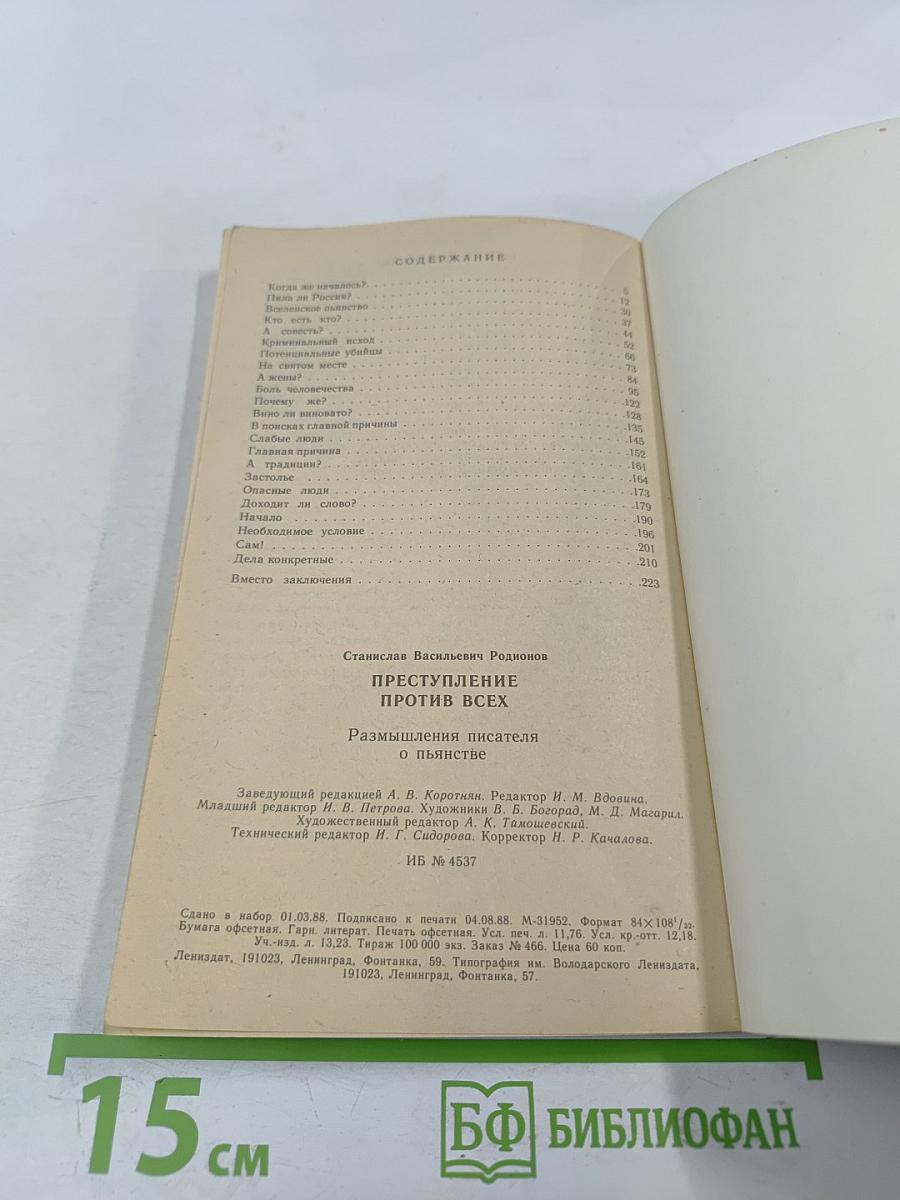 СОДЕРЖАНИЕ
Когда же началось? 5
Пила ли Россия? 12
Вселенское пьянство 30
Кто есть кто? 37
А совесть? 44
Криминальный исход 52
Потенциальные убийцы 66
На святом месте 73
А жены? 84
Боль человечества 95
Почему же? 122
Вино ли виновато? 128
В поисках главной причины 135
Слабые люди 145
Главная причина 152
А традиции? 161
Застолье 164
Опасные люди 173
Доходит ли слово? 179
Начало 190
Необходимое условие 196
Сам! 201
Дела конкретные 210
Вместо заключения 223
Станислав Васильевич Родионов
ПРЕСТУПЛЕНИЕ
ПРОТИВ ВСЕХ
Размышления писателя
о пьянстве
Заведующий редакцией А. В. Коротнян. Редактор И. М. Вдовина.
Младший редактор И. В. Петрова. Художники В. Б. Богорад, М. Д. Магарил.
Художественный редактор А. К. Тимошевский.
Технический редактор И. Г. Сидорова. Корректор Н. Р. Качалова.
ИБ № 4537
Сдано в набор 01.03.88. Подписано к печати 04.08.88. М-31952. Формат 84×108¹/₃₂.
Бумага офсетная. Гарн. литерат. Печать офсетная. Усл. печ. л. 11,76. Усл. кр.-отт. 12,18.
Уч.-изд. л. 13,23. Тираж 100 000 экз. Заказ № 466. Цена 60 коп.
Лениздат, 191023, Ленинград, Фонтанка, 59. Типография им. Володарского Лениздата,
191023, Ленинград, Фонтанка, 57.
15 см
БФ БИБЛИОФАН